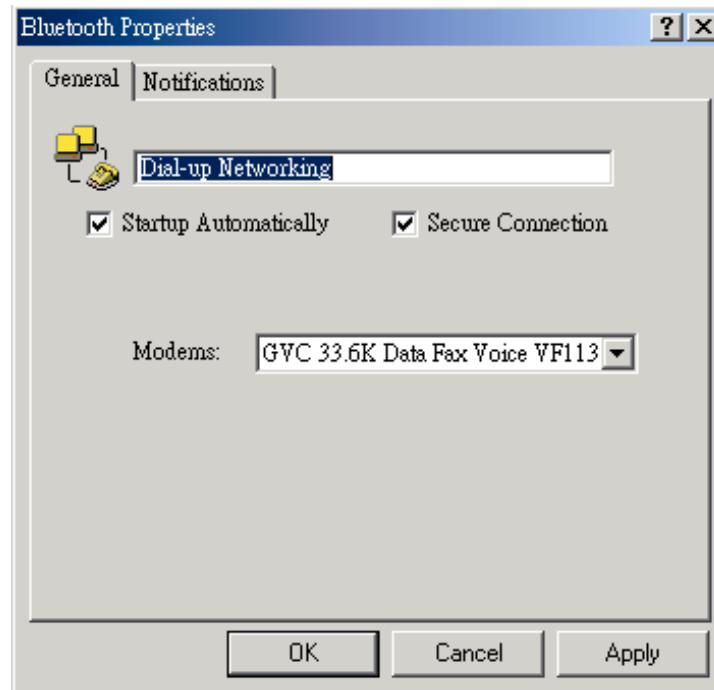 Bluetooth Properties
General
Notifications
Dial-up Networking
Startup Automatically
Secure Connection
Modems:
GVC 33.6K Data Fax Voice VF113
OK
Cancel
Apply